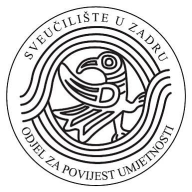 SVEUČILIŠTE U ZADRU
ODJEL ZA POVIJEST UMJETNOSTI